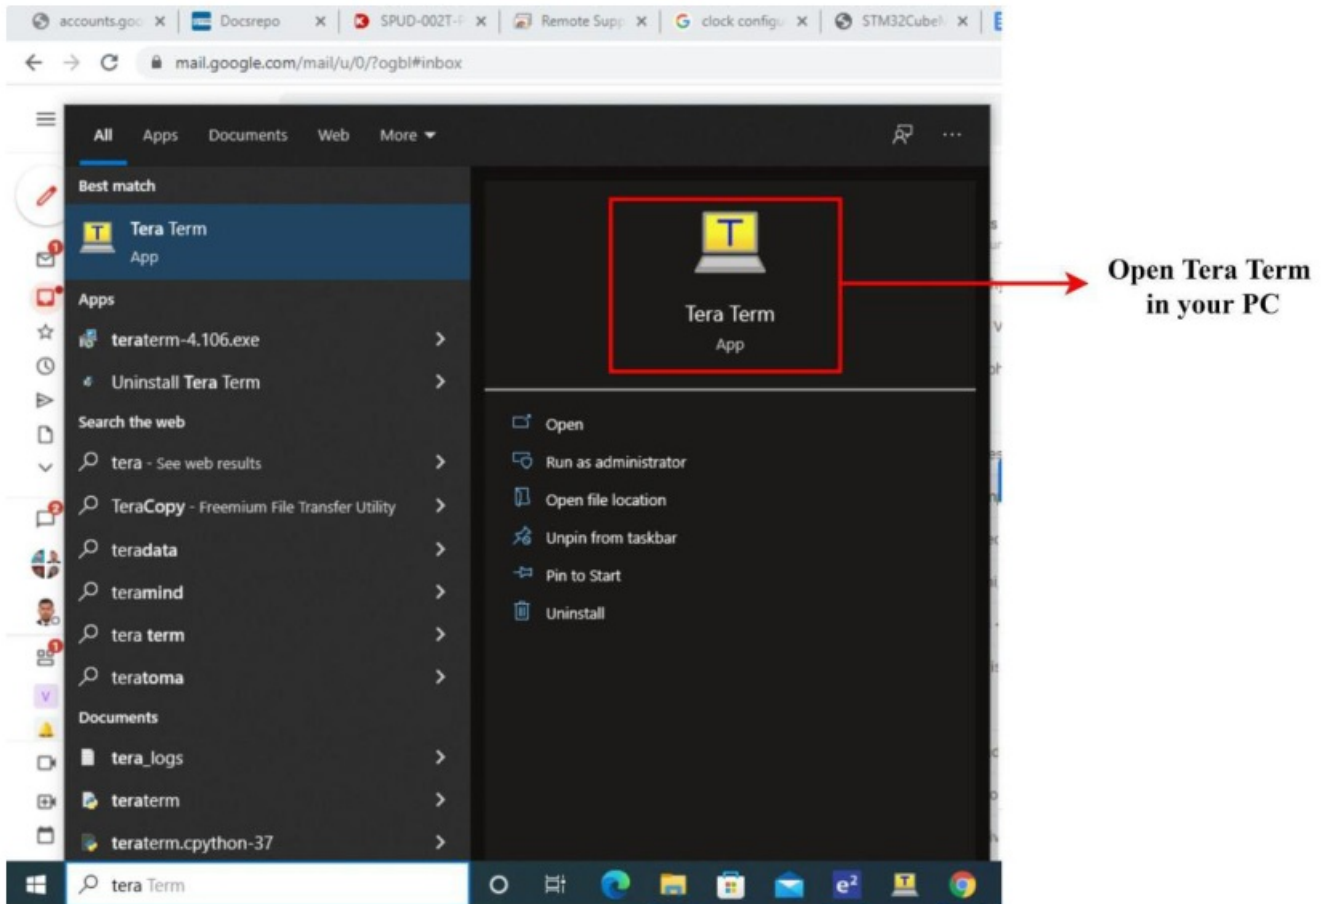 accounts.goo
Docsrepo
SPUD-002T-P
Remote Supp
clock configu
STM32CubeM
mail.google.com/mail/u/0/?ogbl#inbox
All Apps Documents Web More
Best match
Tera Term
App
Apps
teraterm-4.106.exe
Uninstall Tera Term
Search the web
tera - See web results
TeraCopy - Freemium File Transfer Utility
teradata
teramind
tera term
teratoma
Documents
tera_logs
teraterm
teraterm.cpython-37
tera Term
T
Tera Term
App
Open
Run as administrator
Open file location
Unpin from taskbar
Pin to Start
Uninstall
Open Tera Term
in your PC